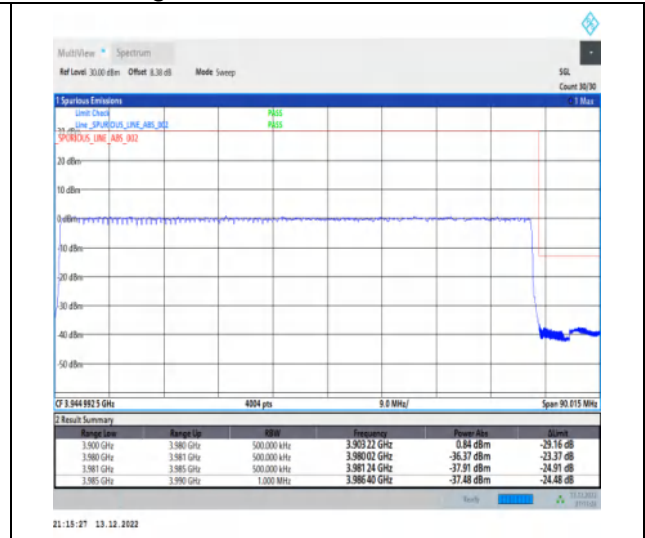 MultiView Spectrum
Ref Level 30.00 dBm Offset 8.38 dB Mode Sweep SGL
Count 30/30
1 Spurious Emissions 1 Max
Limit Check PASS
Line _SPURIOUS_LINE_ABS_002 PASS
_SPURIOUS_LINE_ABS_002
20 dBm
10 dBm
0 dBm
-10 dBm
-20 dBm
-30 dBm
-40 dBm
-50 dBm
CF 3.944 992 5 GHz 4004 pts 9.0 MHz/ Span 90.015 MHz
2 Result Summary
Range Low Range Up RBW Frequency Power Abs ΔLimit
3.900 GHz 3.980 GHz 500.000 kHz 3.903 22 GHz 0.84 dBm -29.16 dB
3.980 GHz 3.981 GHz 500.000 kHz 3.980 02 GHz -36.37 dBm -23.37 dB
3.981 GHz 3.985 GHz 500.000 kHz 3.981 24 GHz -37.91 dBm -24.91 dB
3.985 GHz 3.990 GHz 1.000 MHz 3.986 40 GHz -37.48 dBm -24.48 dB
Ready 13.12.2022
21:15:27 13.12.2022